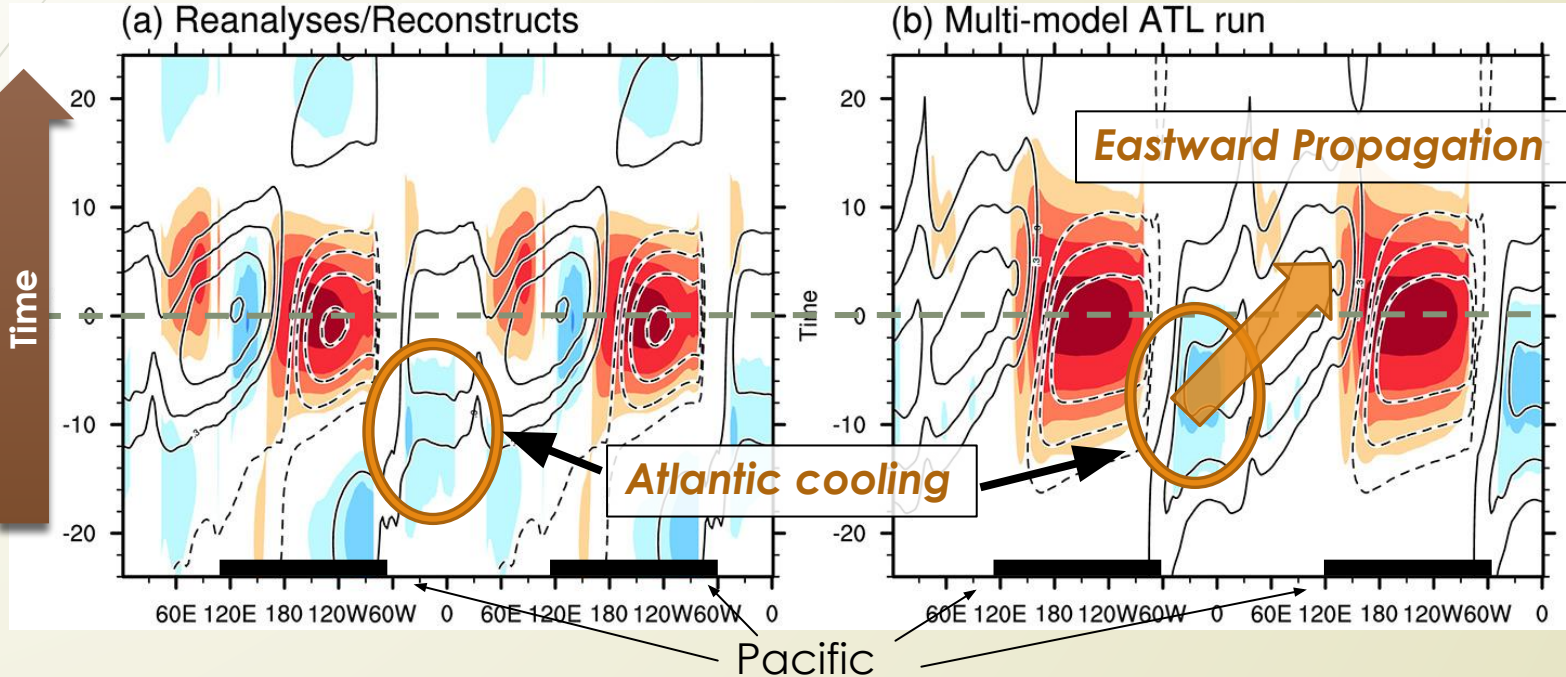 (a) Reanalyses/Reconstructs
(b) Multi-model ATL run
20
20
Eastward Propagation
10
10
Time
0
Time
0
-10
-10
Atlantic cooling
-20
-20
60E 120E 180 120W 60W 0 60E 120E 180 120W 60W 0
60E 120E 180 120W 60W 0 60E 120E 180 120W 60W 0
Pacific